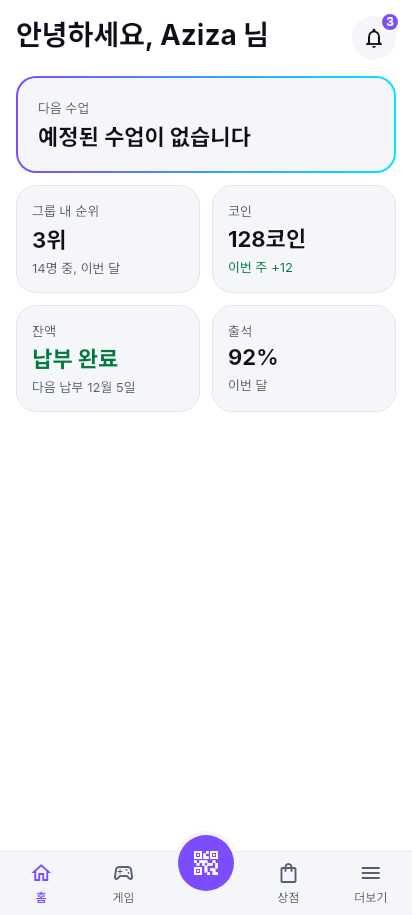 안녕하세요, Aziza 님
3
다음 수업
예정된 수업이 없습니다
그룹 내 순위
3위
14명 중, 이번 달
코인
128코인
이번 주 +12
잔액
납부 완료
다음 납부 12월 5일
출석
92%
이번 달
홈
게임
상점
더보기